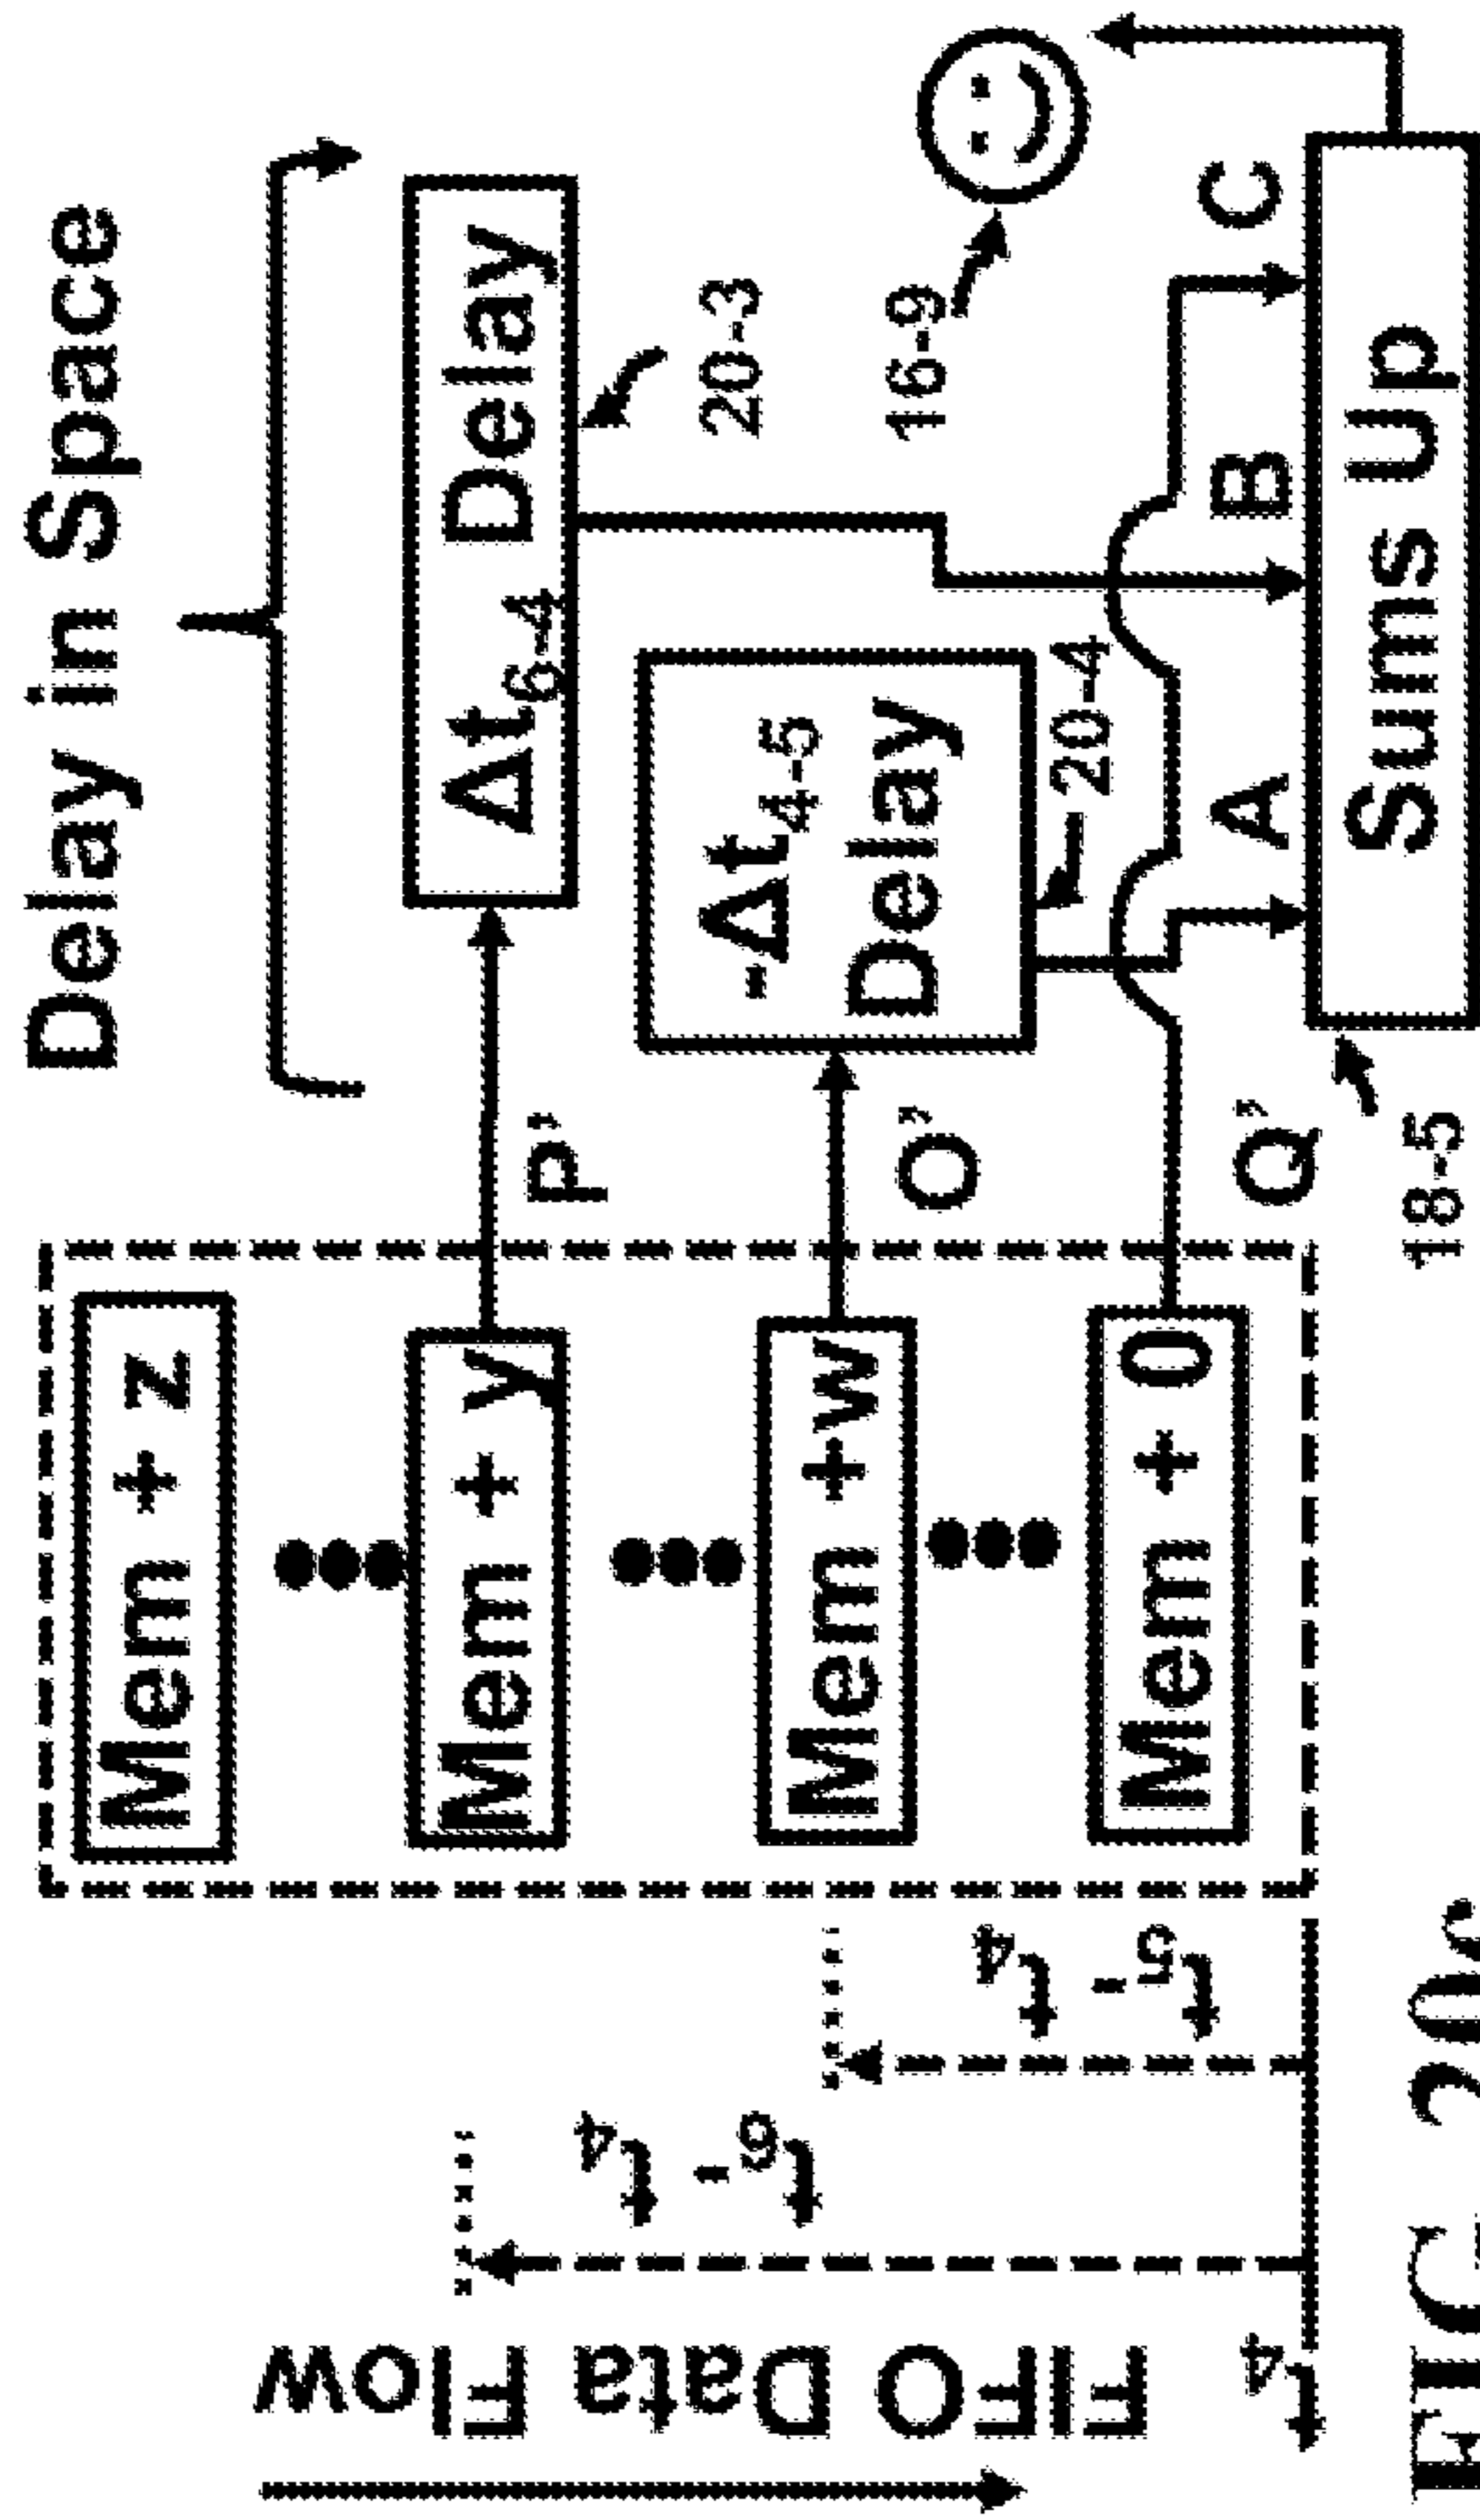 Delay in Space
Mem + z
Mem + y
P’
Δt6-4 Delay
20-3
t4
-
t6
Mem +w
O’
-Δt4-5
Delay
20-4
16-9
t4
-
t5
Mem + 0
Q’
A
B
C
Sums Up
18-5
t4
FIFO Data Flow